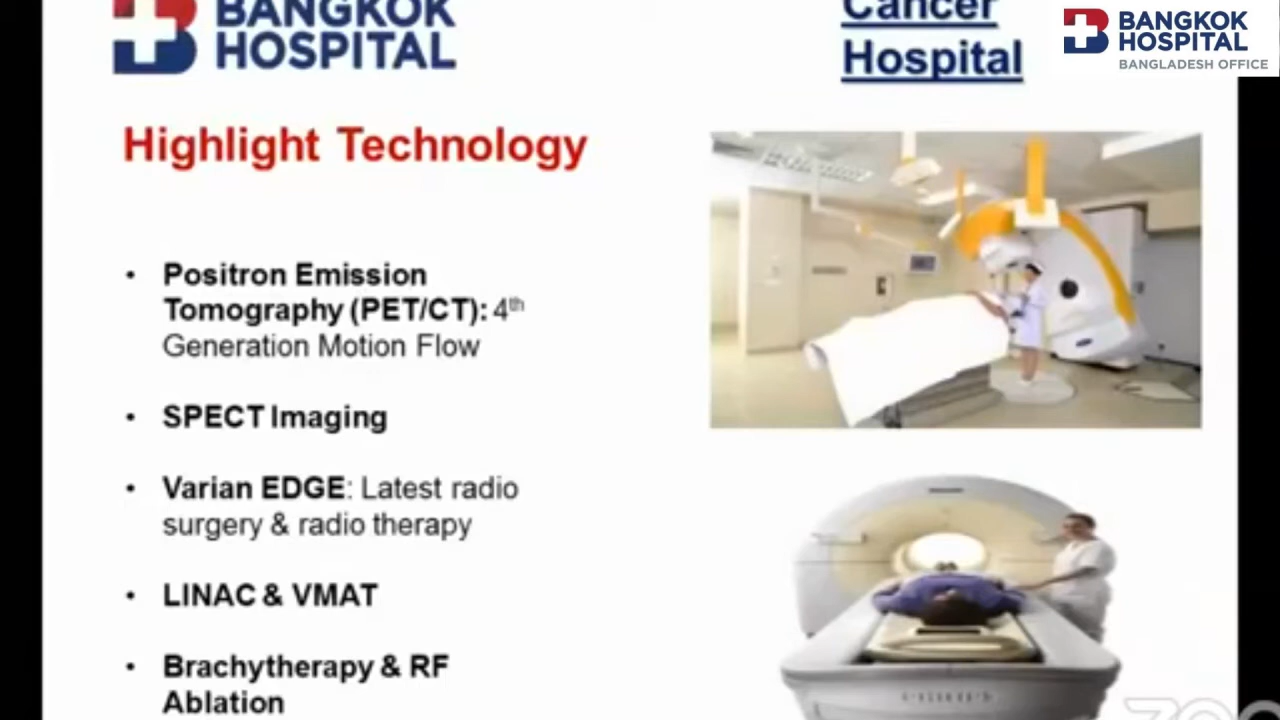 BANGKOK
HOSPITAL
Cancer
Hospital
BANGKOK
HOSPITAL
BANGLADESH OFFICE
Highlight Technology
• Positron Emission
Tomography (PET/CT): 4th
Generation Motion Flow
• SPECT Imaging
• Varian EDGE: Latest radio
surgery & radio therapy
• LINAC & VMAT
• Brachytherapy & RF
Ablation